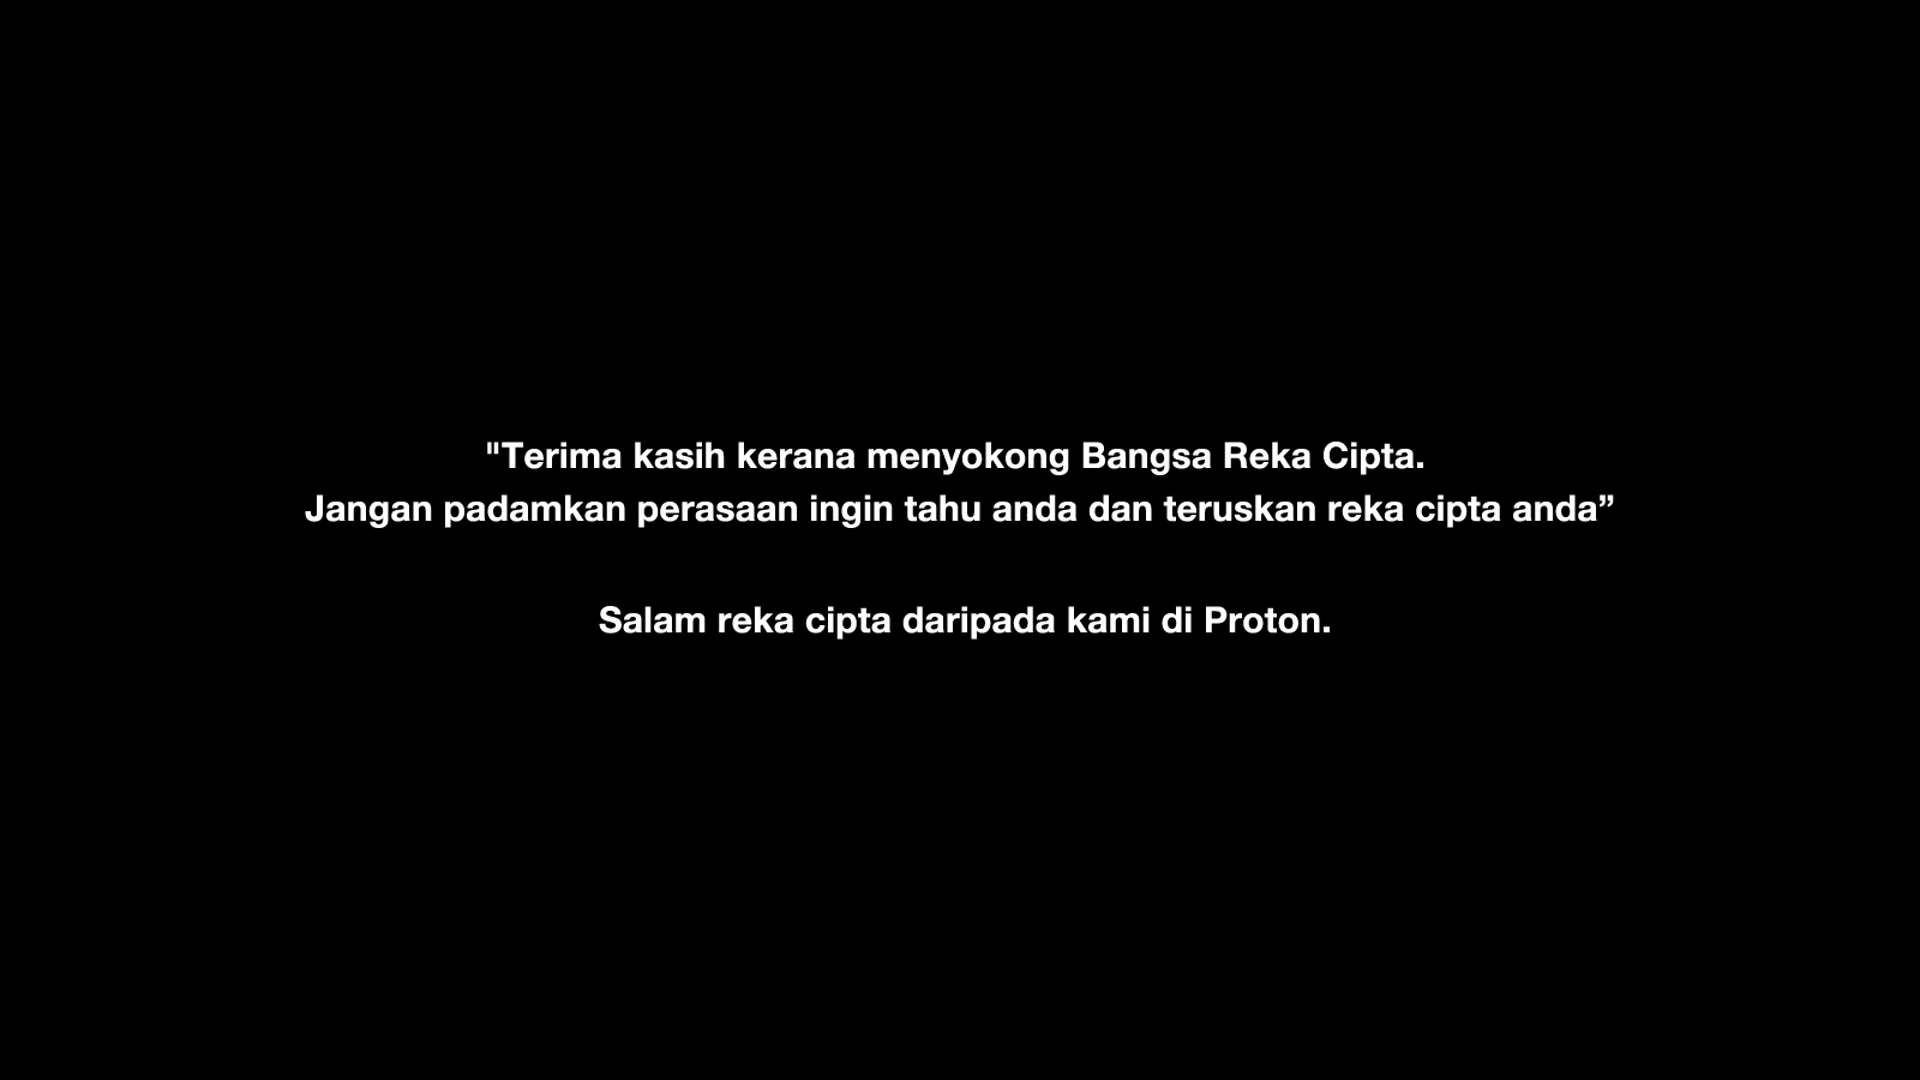 "Terima kasih kerana menyokong Bangsa Reka Cipta.
Jangan padamkan perasaan ingin tahu anda dan teruskan reka cipta anda”
Salam reka cipta daripada kami di Proton.